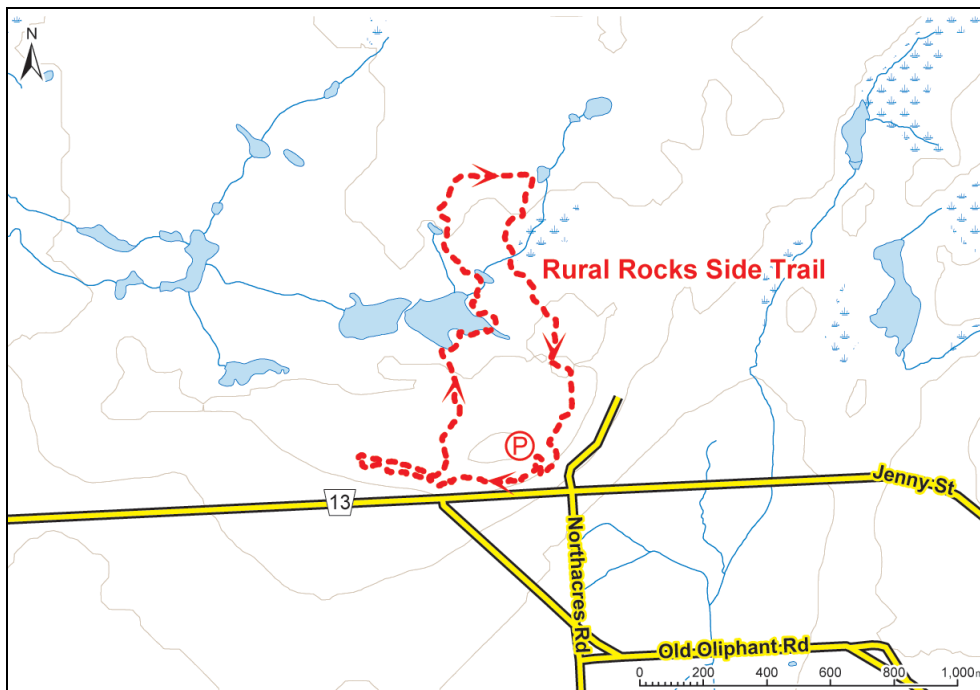 N
Rural Rocks Side Trail
P
13
Jenny St
Northacres Rd
Old Oliphant Rd
0 200 400 600 800 1,000m